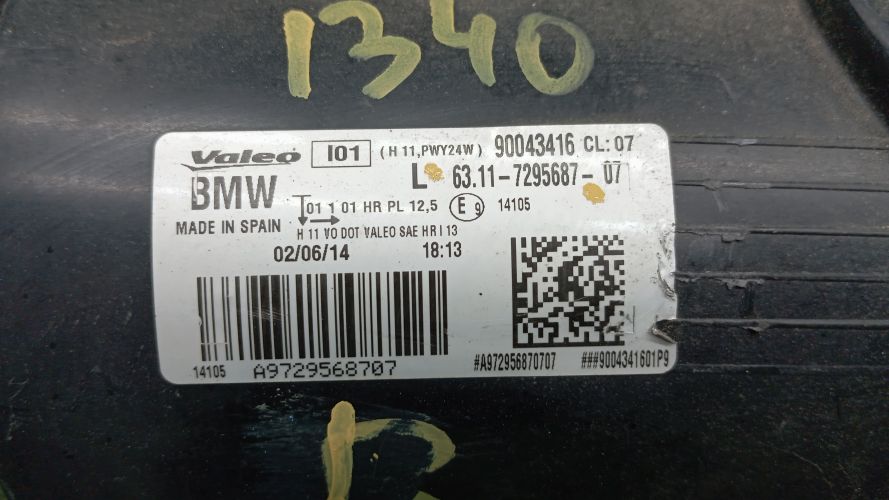 1340
Valeo I01 (H 11,PWY24W) 90043416 CL: 07
BMW L 63.11-7295687-07
01 1 01 HR PL 12,5 E9 14105
MADE IN SPAIN H 11 VO DOT VALEO SAE HR I 13
02/06/14 18:13
14105 A9729568707 #A972956870707 ###9004341601P9